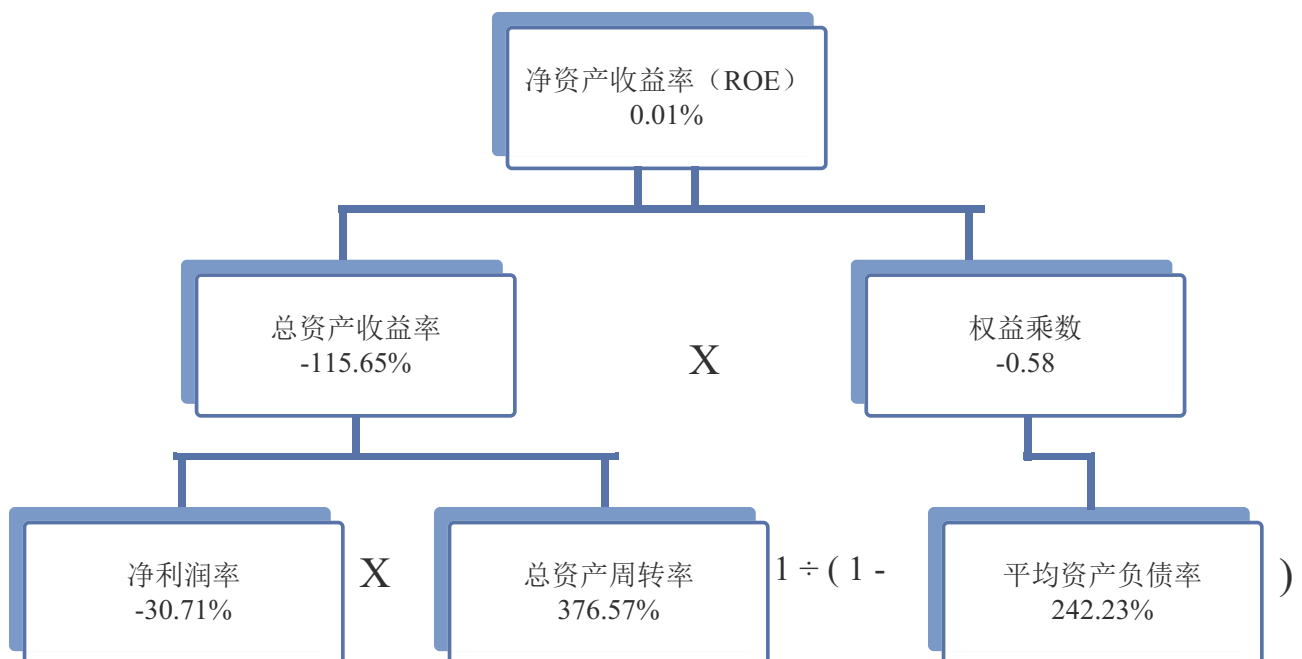 净资产收益率（ROE）
0.01%
总资产收益率
-115.65%
X
权益乘数
-0.58
净利润率
-30.71%
X
总资产周转率
376.57%
1 ÷ ( 1 -
平均资产负债率
242.23%
)